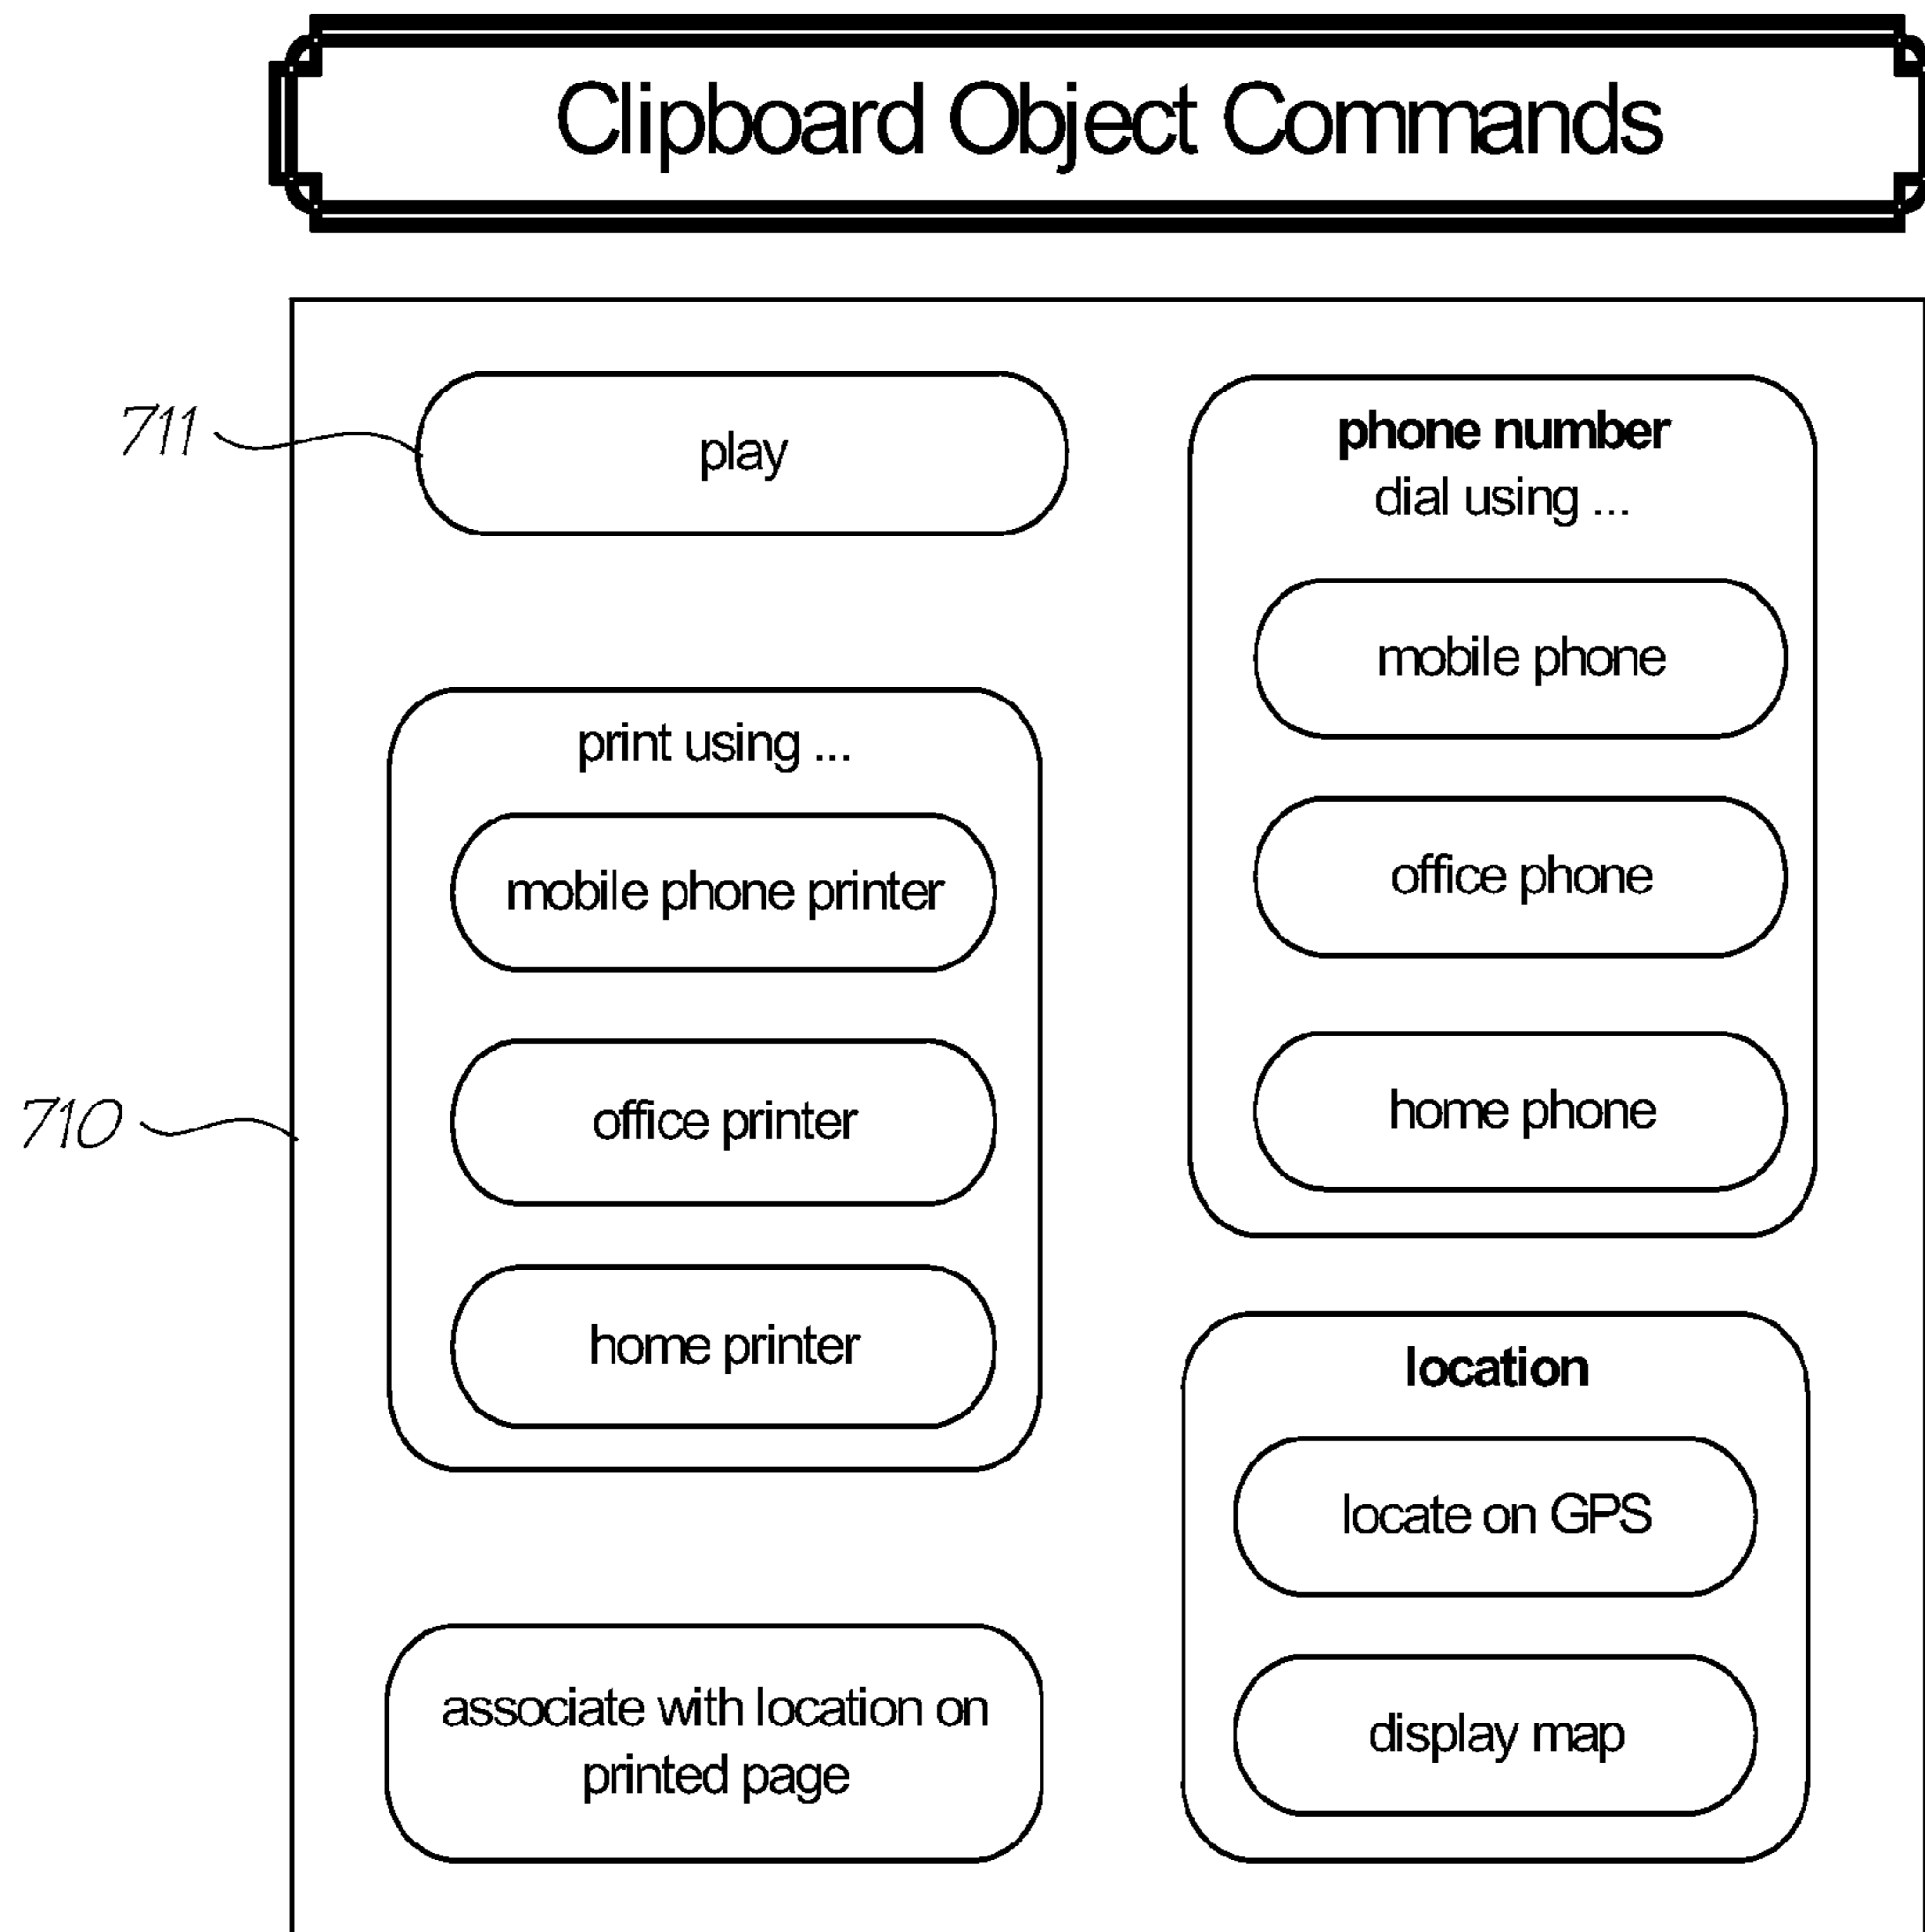 Clipboard Object Commands
711
play
print using ...
mobile phone printer
office printer
710
home printer
associate with location on
printed page
phone number
dial using ...
mobile phone
office phone
home phone
location
locate on GPS
display map